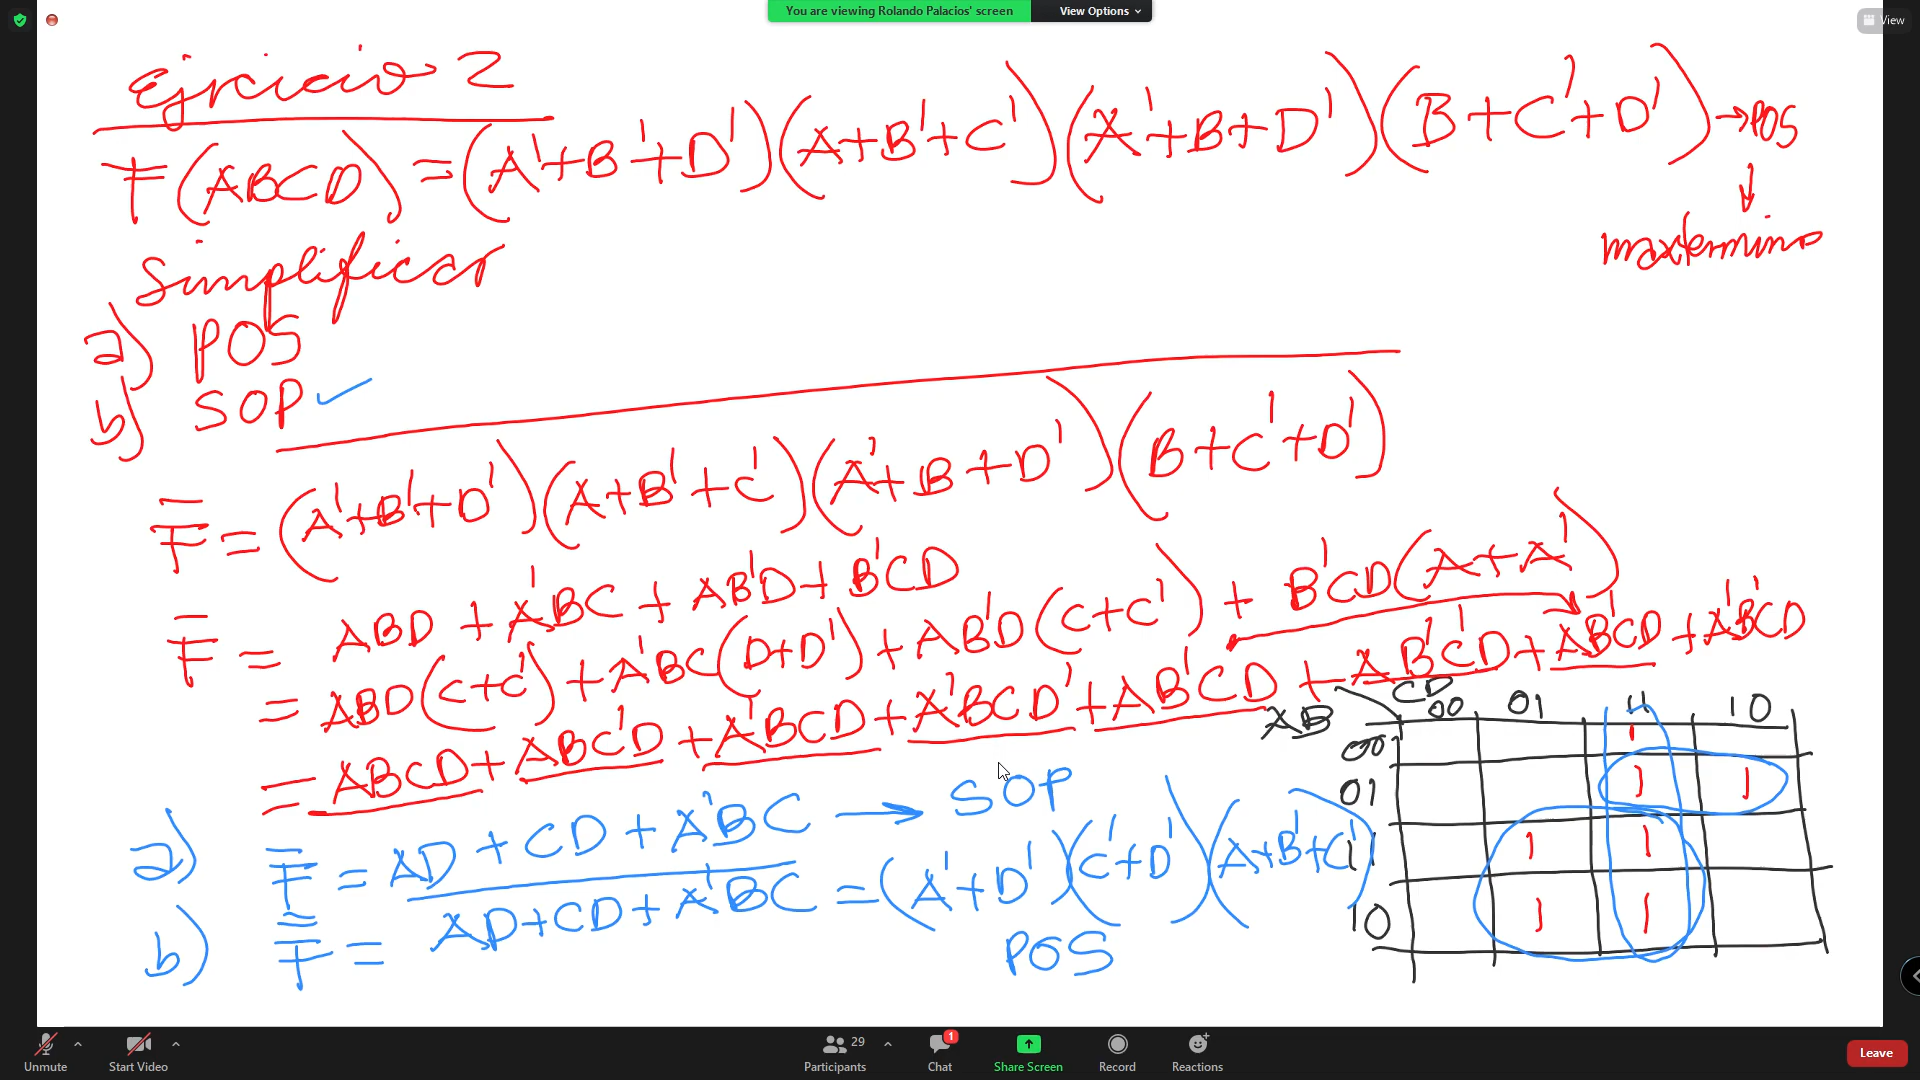 You are viewing Rolando Palacios' screen View Options
View
Ejrcicio 2
F(ABCD) = (A'+B'+D')(A+B'+C')(A'+B+D')(B+C'+D') → POS
↓
maxtermino
Simplificar
a) POS
b) SOP ✓
F̅ = (A'+B'+D')(A+B'+C')(A'+B+D')(B+C'+D')
F̅ = ABD + A'BC + AB'D + B'CD
= ABD(C+C') + A'BC(D+D') + AB'D(C+C') + B'CD(A+A')
= ABCD + ABC'D + A'BCD + A'BCD' + AB'CD + AB'C'D + AB'CD + A'B'CD
CD
AB
00 01 11 10
00 1
01 1 1
11 1 1
10 1 1
a) F̅ = AD + CD + A'BC → SOP
b) F̿ = AD+CD+A'BC = (A'+D')(C'+D')(A+B'+C')
POS
Unmute
Start Video
29
Participants
1
Chat
Share Screen
Record
Reactions
Leave